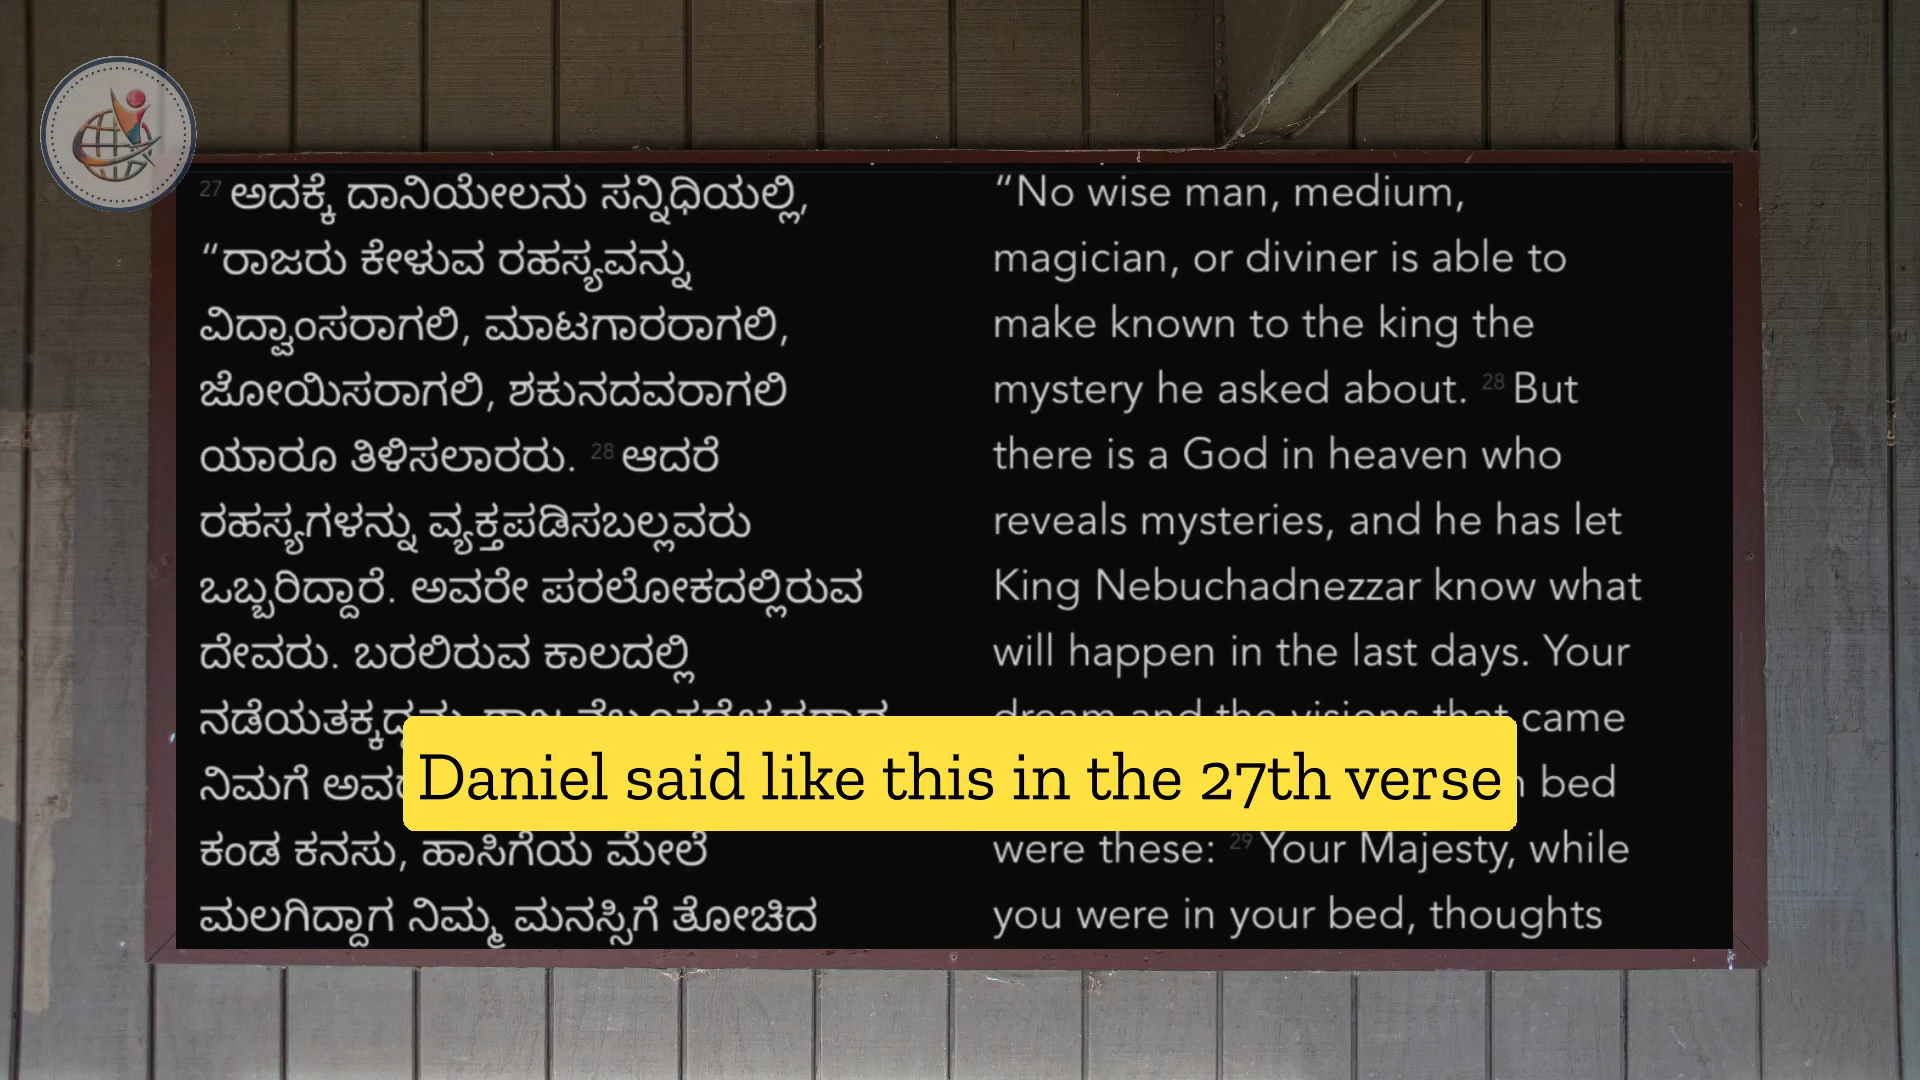 27 ಅದಕ್ಕೆ ದಾನಿಯೇಲನು ಸನ್ನಿಧಿಯಲ್ಲಿ,
“ರಾಜರು ಕೇಳುವ ರಹಸ್ಯವನ್ನು
ವಿದ್ವಾಂಸರಾಗಲಿ, ಮಾಟಗಾರರಾಗಲಿ,
ಜೋಯಿಸರಾಗಲಿ, ಶಕುನದವರಾಗಲಿ
ಯಾರೂ ತಿಳಿಸಲಾರರು. 28 ಆದರೆ
ರಹಸ್ಯಗಳನ್ನು ವ್ಯಕ್ತಪಡಿಸಬಲ್ಲವರು
ಒಬ್ಬರಿದ್ದಾರೆ. ಅವರೇ ಪರಲೋಕದಲ್ಲಿರುವ
ದೇವರು. ಬರಲಿರುವ ಕಾಲದಲ್ಲಿ
ನಿಮಗೆ
ಕಂಡ ಕನಸು, ಹಾಸಿಗೆಯ ಮೇಲೆ
ಮಲಗಿದ್ದಾಗ ನಿಮ್ಮ ಮನಸ್ಸಿಗೆ ತೋಚಿದ
“No wise man, medium,
magician, or diviner is able to
make known to the king the
mystery he asked about. 28 But
there is a God in heaven who
reveals mysteries, and he has let
King Nebuchadnezzar know what
will happen in the last days. Your
dream and the visions that came
bed
were these: 29 Your Majesty, while
you were in your bed, thoughts
Daniel said like this in the 27th verse